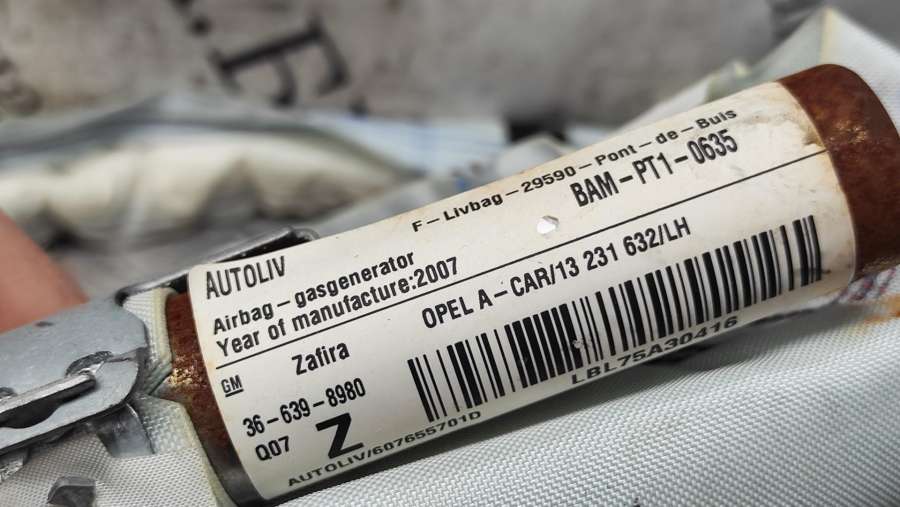 AUTOLIV
F-Livbag-29590-Pont-de-Buis
Airbag-gasgenerator
BAM-PT1-0635
Year of manufacture:2007
GM
Zafira
OPEL A-CAR/13 231 632/LH
36-639-8980
Q07
Z
LBL75A30416
AUTOLIV/607655701D